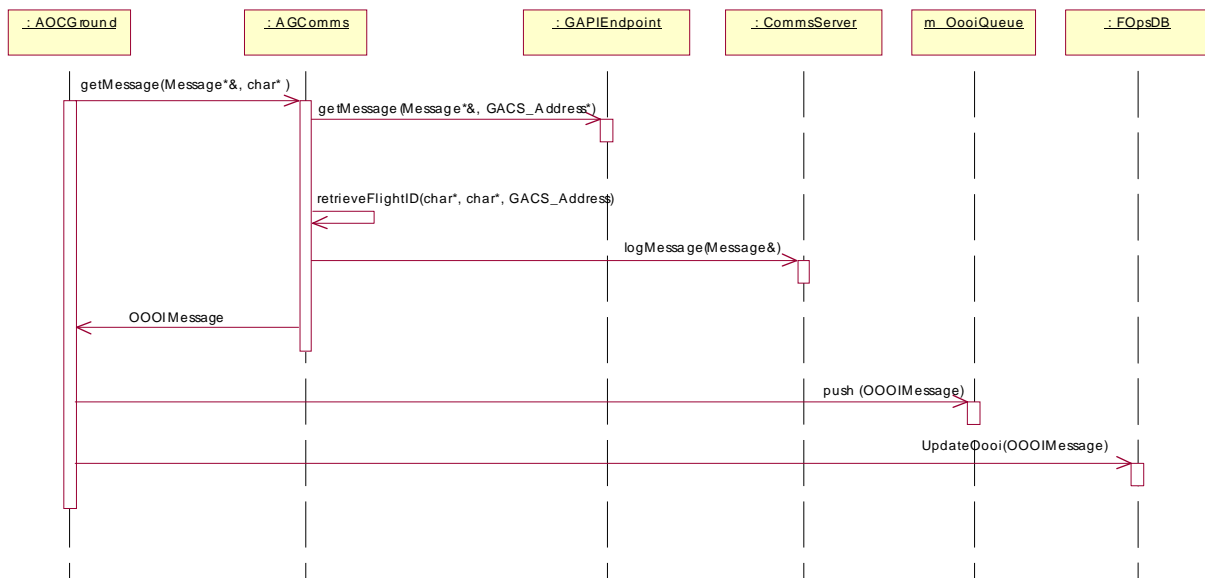 : AOCGround
: AGComms
: GAPIEndpoint
: CommsServer
m_OooiQueue
: FOpsDB
getMessage(Message*&, char* )
getMessage(Message*&, GACS_Address*)
retrieveFlightID(char*, char*, GACS_Address)
logMessage(Message&)
OOOIMessage
push (OOOIMessage)
UpdateOooi(OOOIMessage)